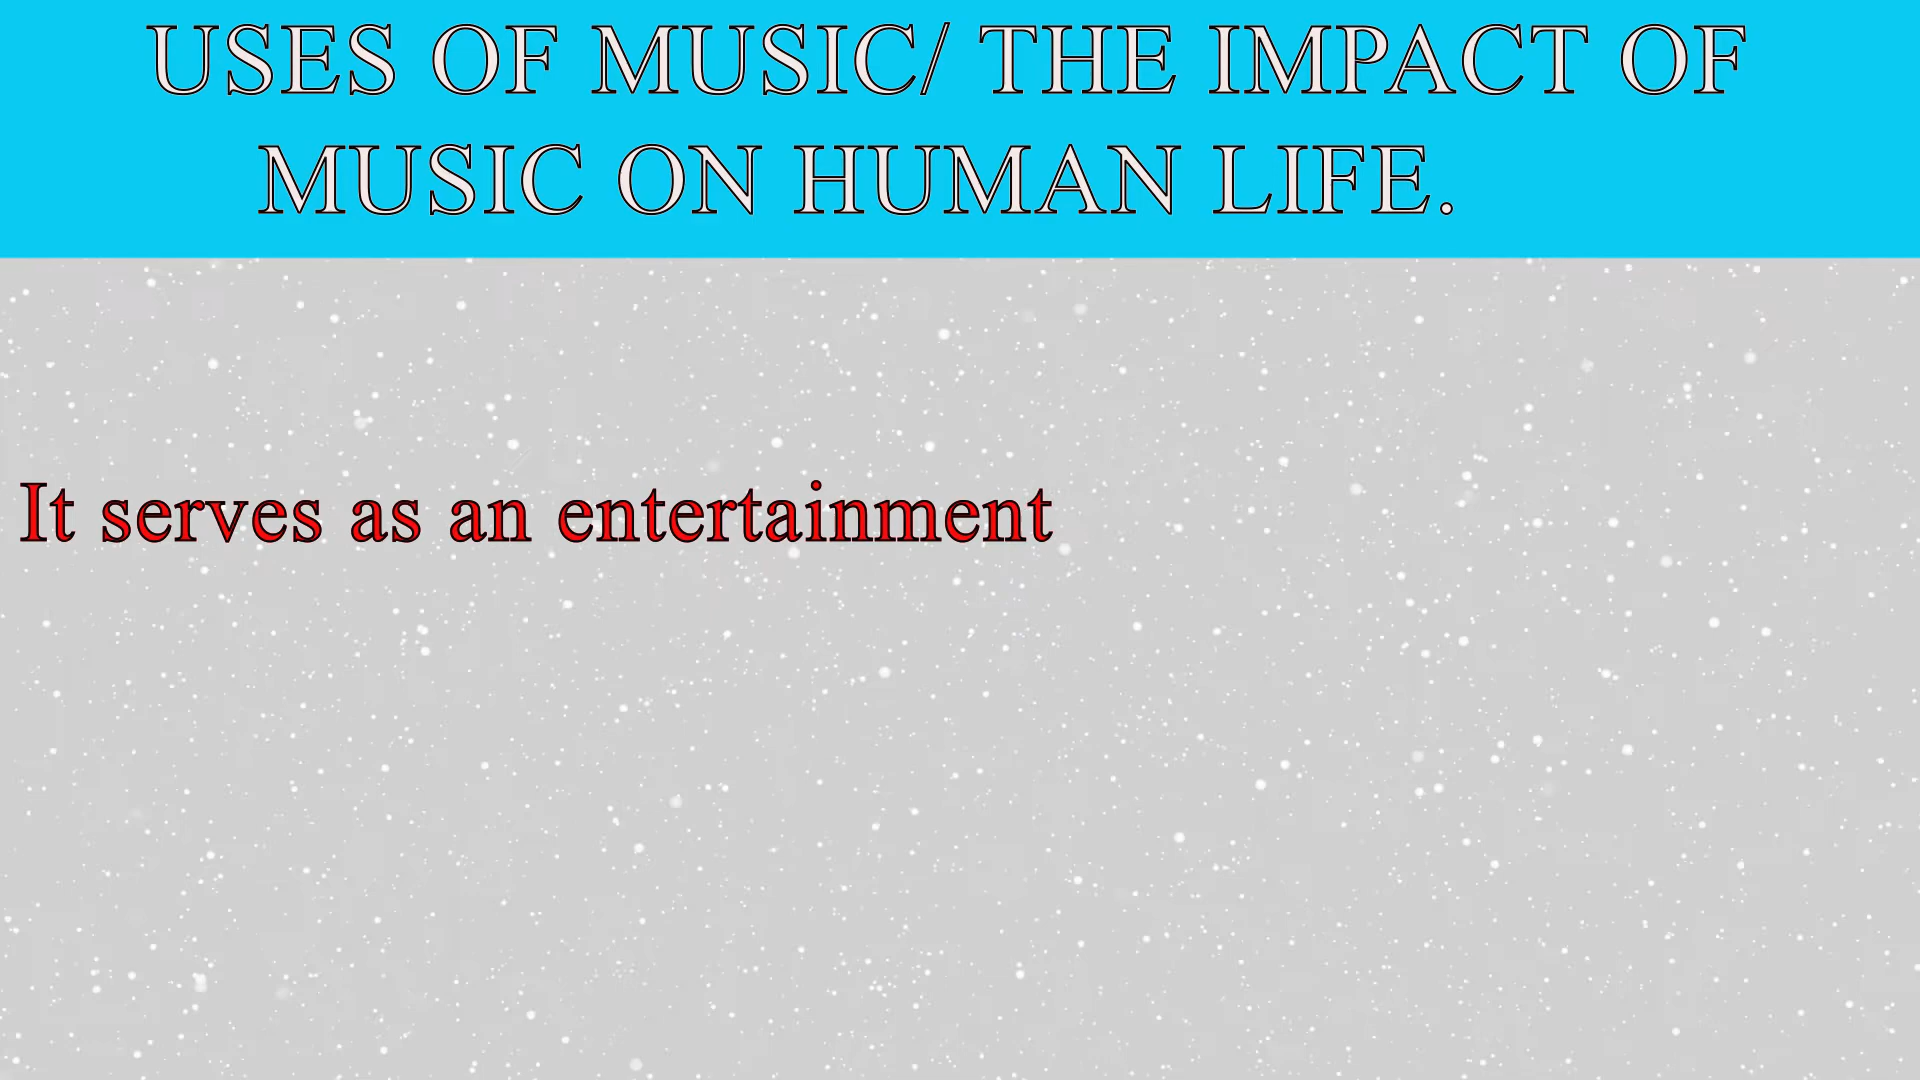 USES OF MUSIC/ THE IMPACT OF
MUSIC ON HUMAN LIFE.
It serves as an entertainment